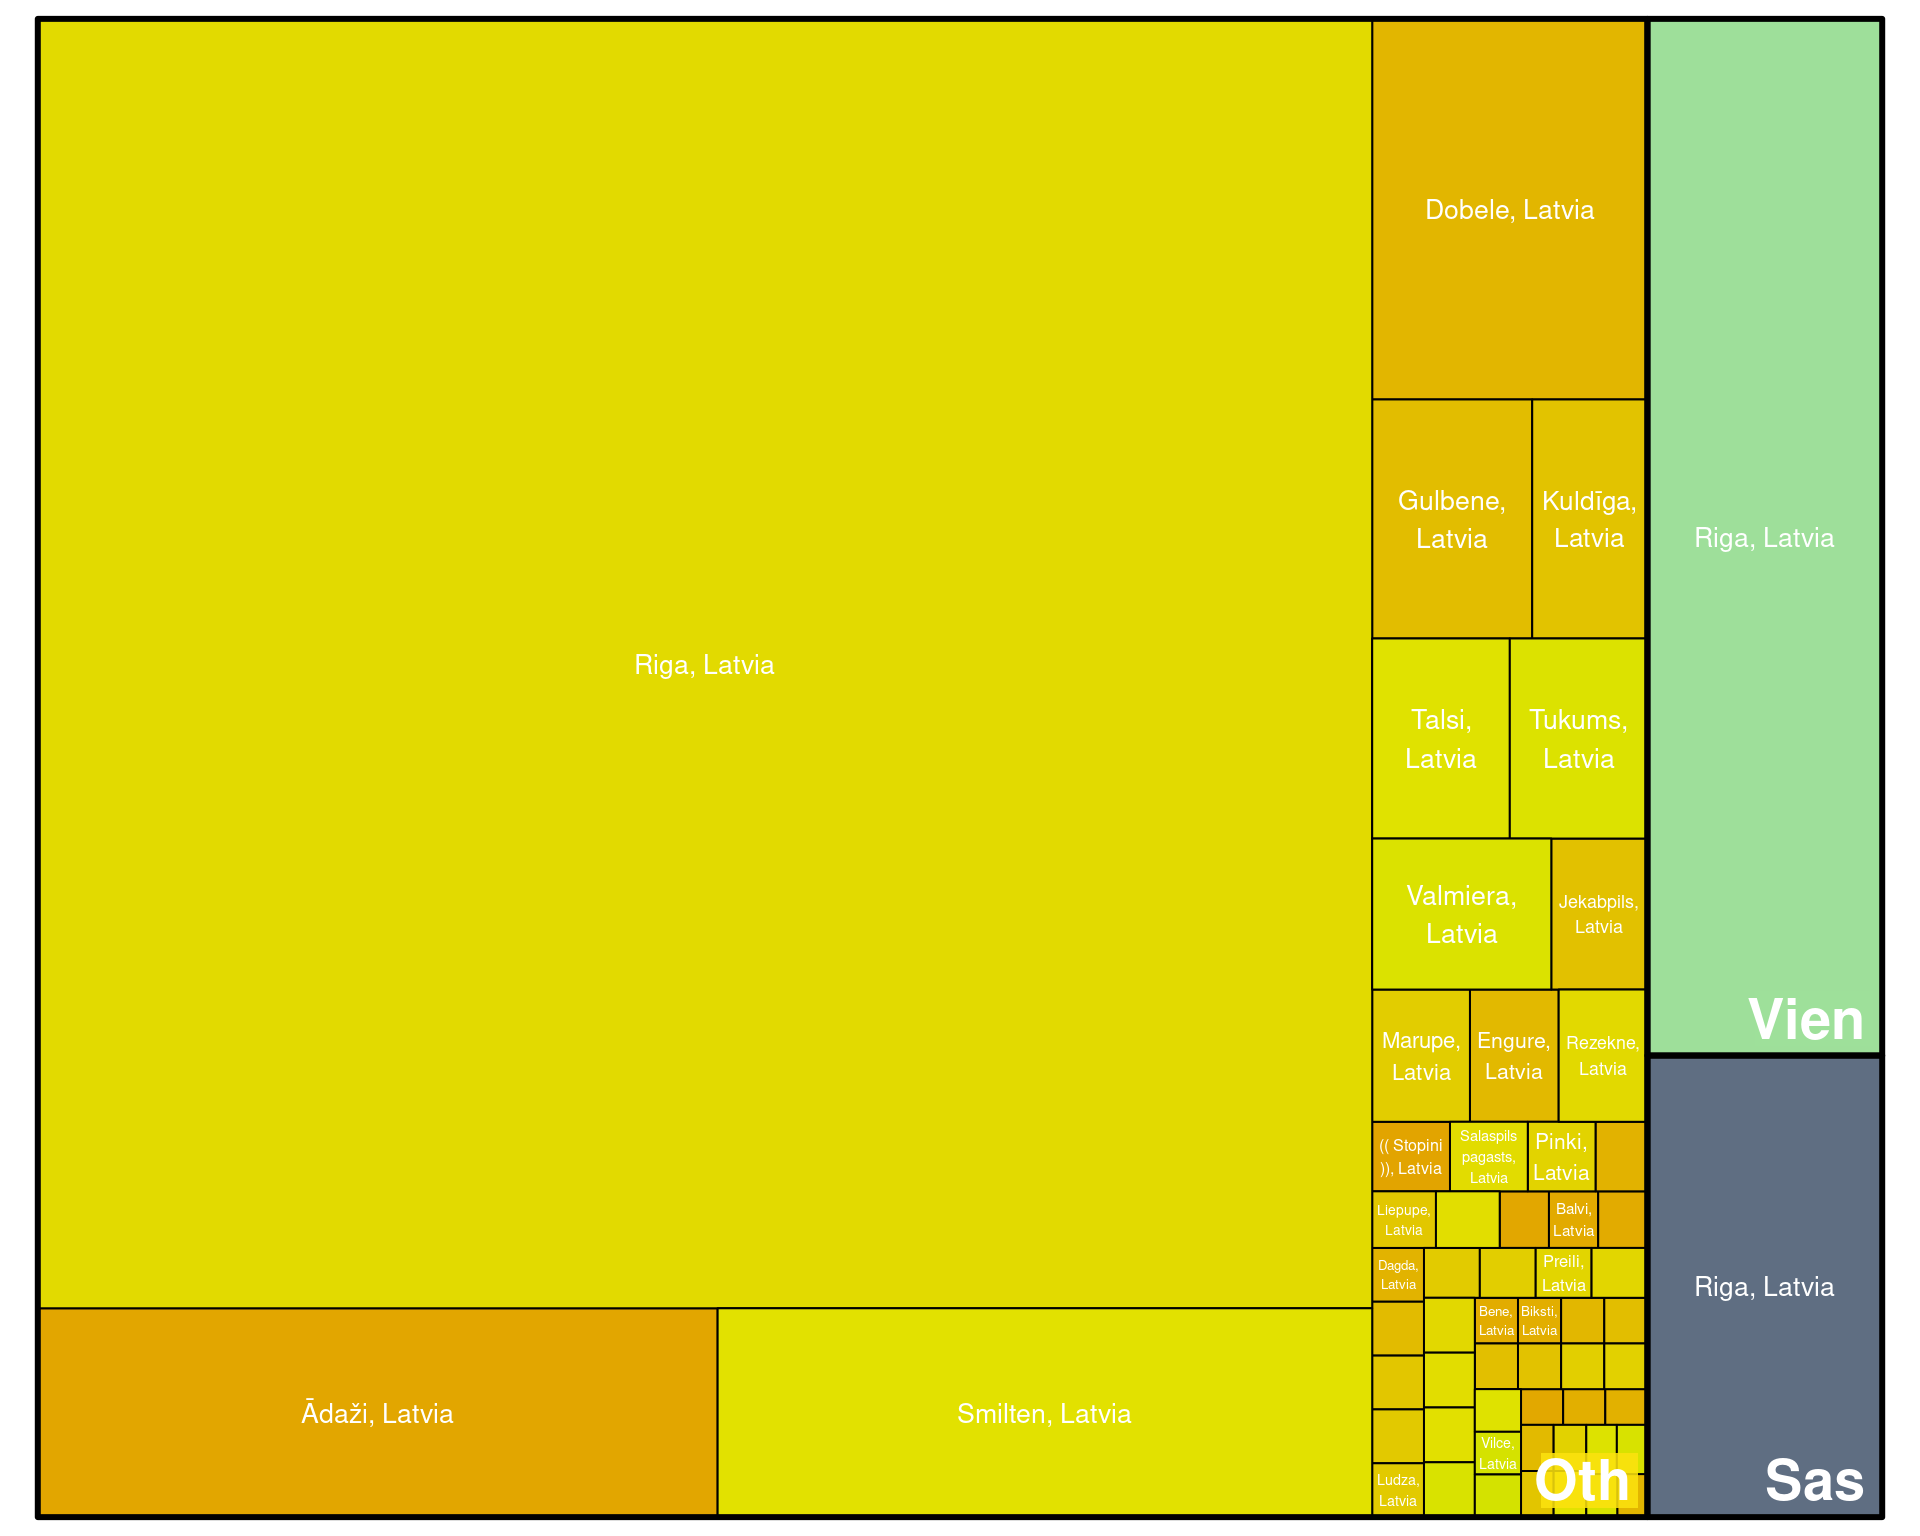 Riga, Latvia
Ādaži, Latvia
Smilten, Latvia
Dobele, Latvia
Gulbene,
Latvia
Kuldīga,
Latvia
Talsi,
Latvia
Tukums,
Latvia
Valmiera,
Latvia
Jekabpils,
Latvia
Marupe,
Latvia
Engure,
Latvia
Rezekne,
Latvia
(( Stopini
)), Latvia
Salaspils
pagasts,
Latvia
Pinki,
Latvia
Liepupe,
Latvia
Balvi,
Latvia
Dagda,
Latvia
Preili,
Latvia
Bene,
Latvia
Biksti,
Latvia
Vilce,
Latvia
Ludza,
Latvia
Oth
Riga, Latvia
Vien
Riga, Latvia
Sas